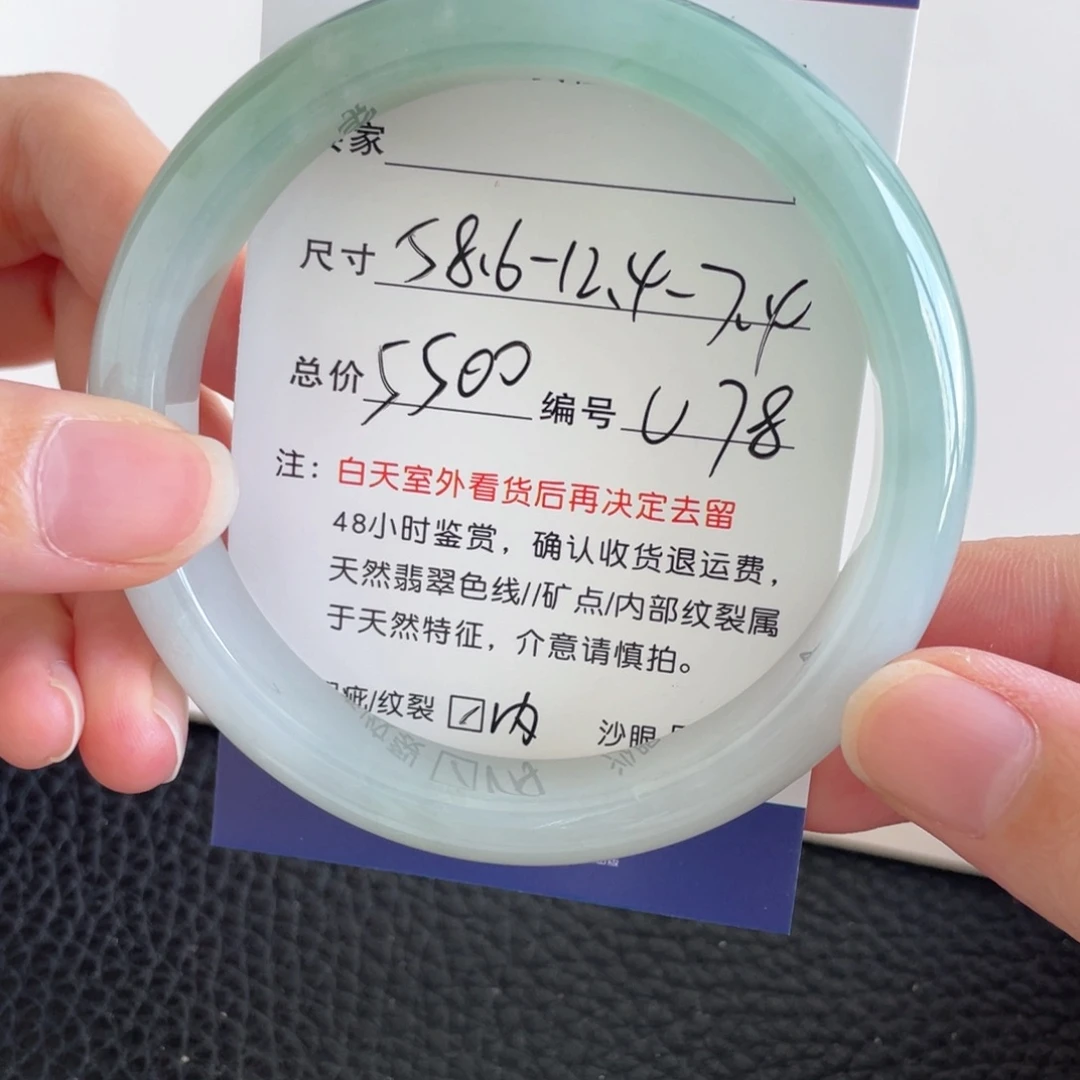 家
尺寸 58.6-12.4-7.4
总价 5500 编号 U78
注：白天室外看货后再决定去留
48小时鉴赏，确认收货退运费，
天然翡翠色线//矿点/内部纹裂属
于天然特征，介意请慎拍。
疵/纹裂 ☑内 沙眼